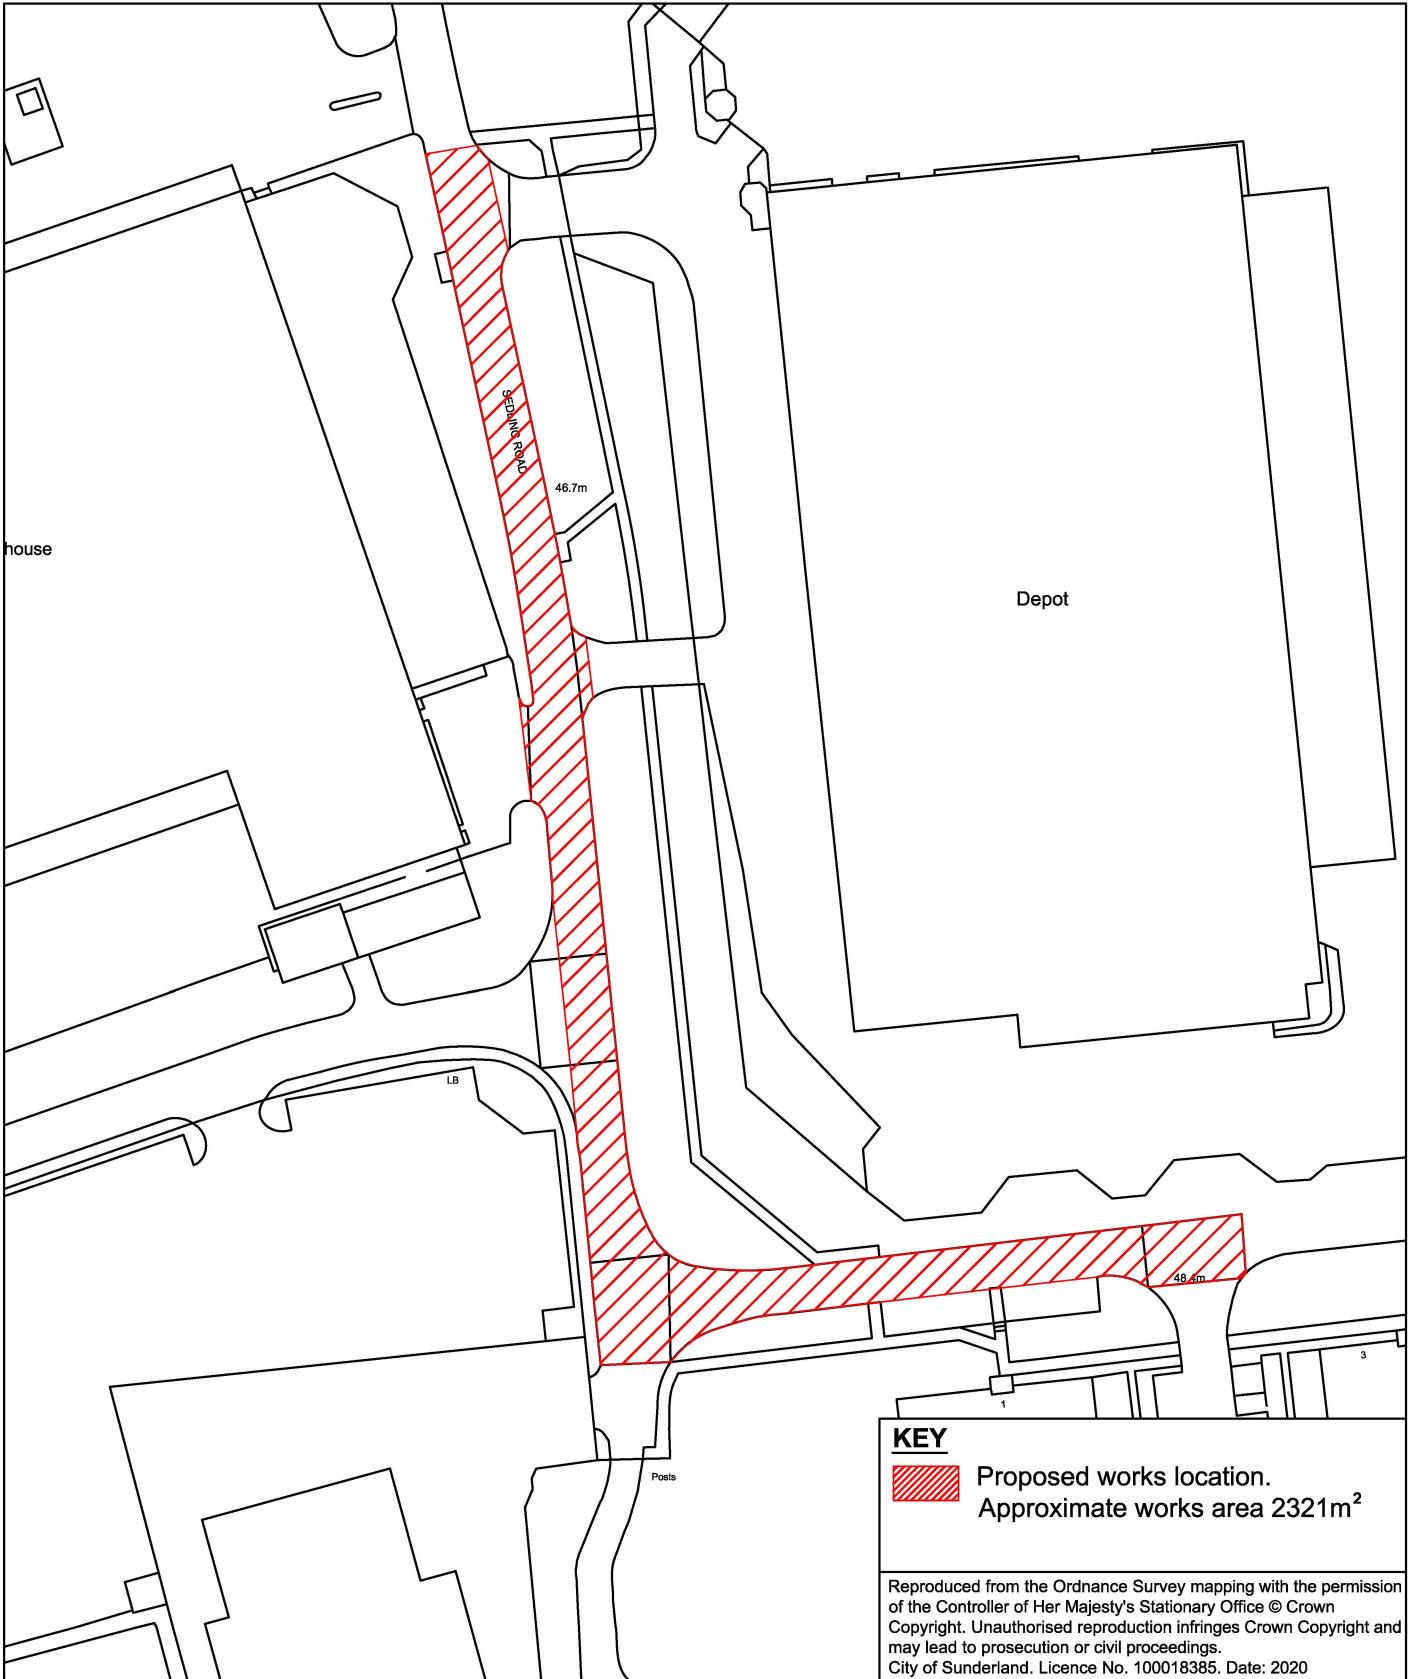 SEDLING ROAD
46.7m
house
Depot
LB
48.4m
3
1
Posts
KEY
Proposed works location.
Approximate works area 2321m²
Reproduced from the Ordnance Survey mapping with the permission
of the Controller of Her Majesty's Stationary Office © Crown
Copyright. Unauthorised reproduction infringes Crown Copyright and
may lead to prosecution or civil proceedings.
City of Sunderland. Licence No. 100018385. Date: 2020